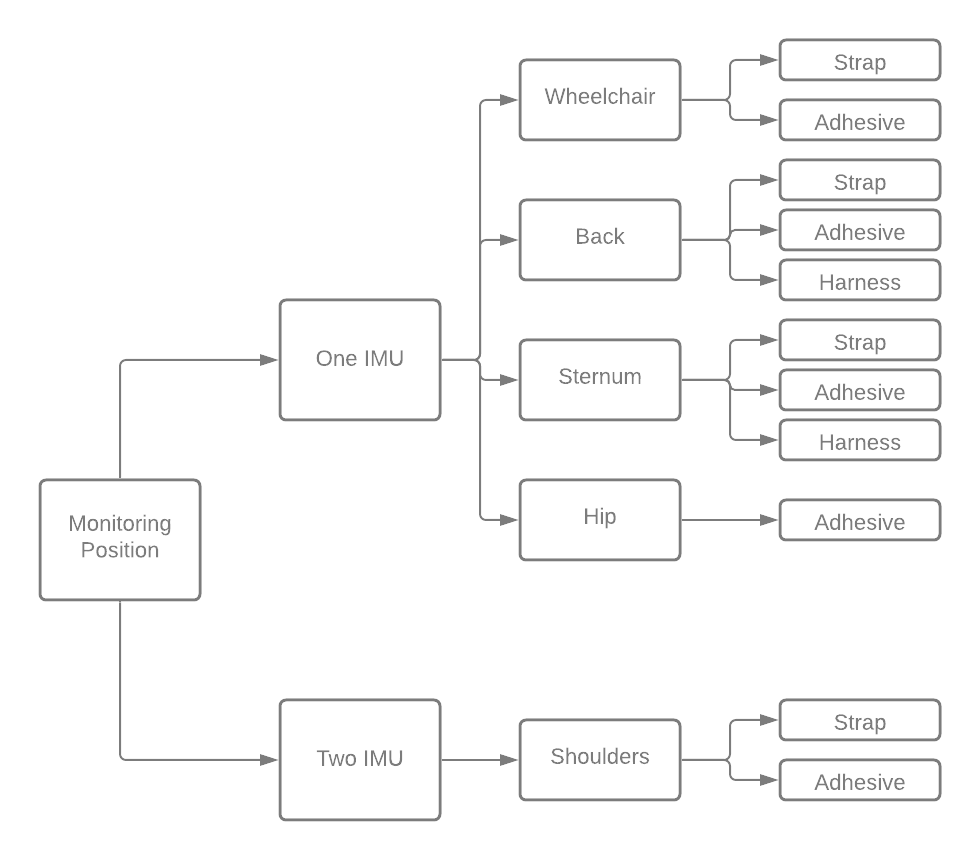 Strap
Wheelchair
Adhesive
Strap
Back
Adhesive
Harness
Strap
One IMU
Sternum
Adhesive
Harness
Monitoring
Position
Hip
Adhesive
Strap
Two IMU
Shoulders
Adhesive